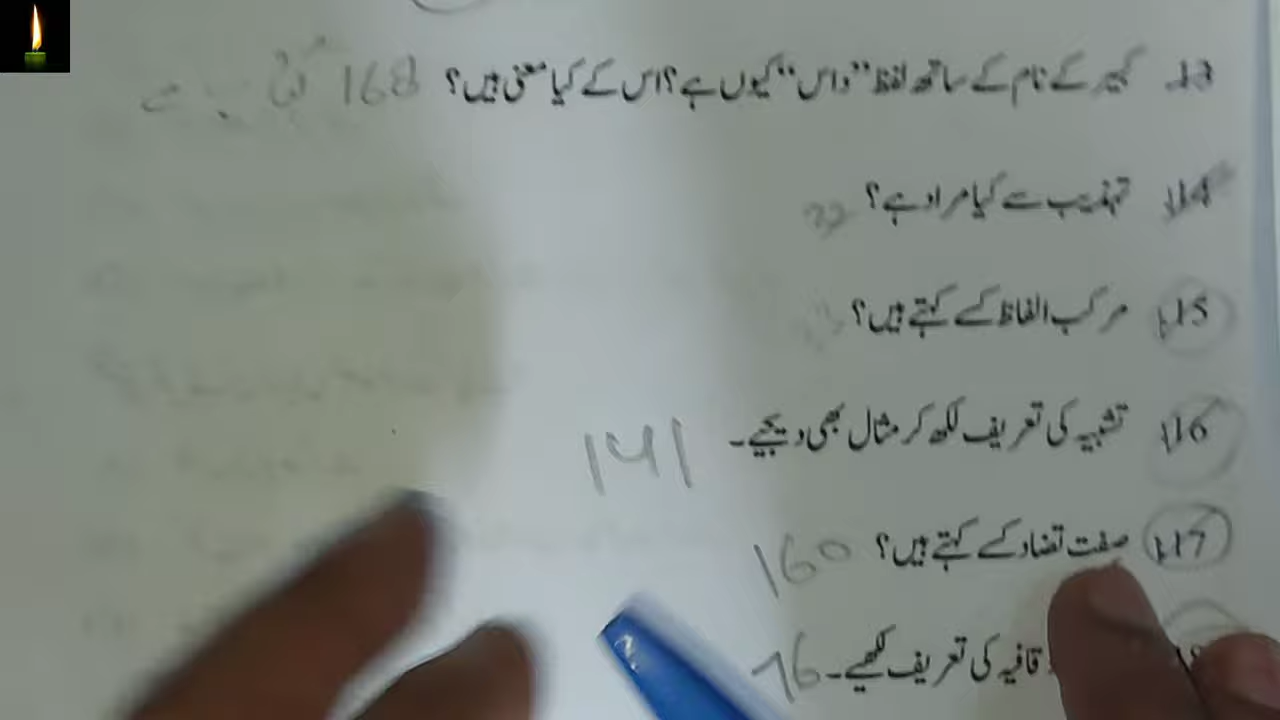 13. کبیر کے نام کے ساتھ لفظ "داس" کیوں ہے؟ اس کے کیا معنی ہیں؟ 168
14. تہذیب سے کیا مراد ہے؟
15. مرکب الفاظ کسے کہتے ہیں؟
16. تشبیہ کی تعریف لکھ کر مثال بھی دیجیے۔ 141
17. صفت تضاد کسے کہتے ہیں؟ 160
قافیہ کی تعریف لکھیے۔ 76